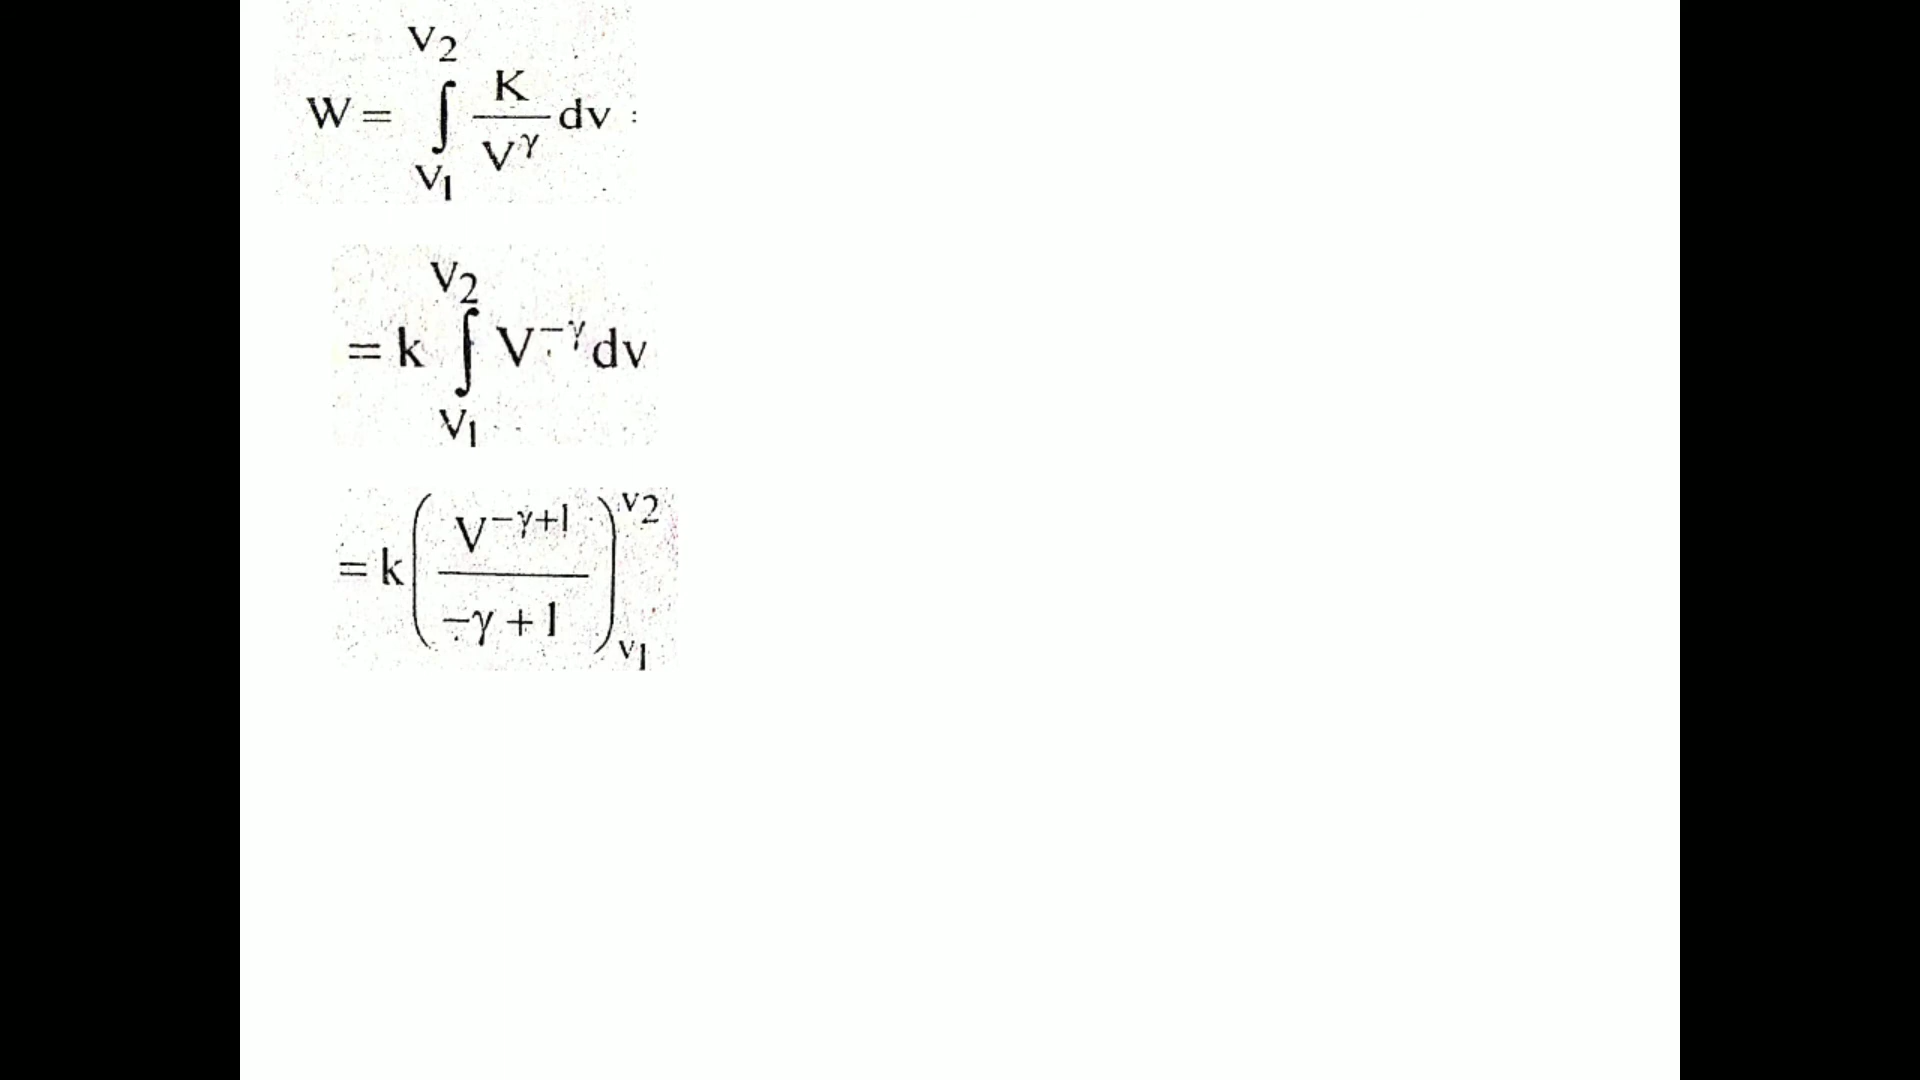 W = ∫_{V1}^{V2} K/V^γ dv :
= k ∫_{V1}^{V2} V^{-γ} dv
= k ( V^{-γ+1} / -γ+1 )_{v1}^{v2}